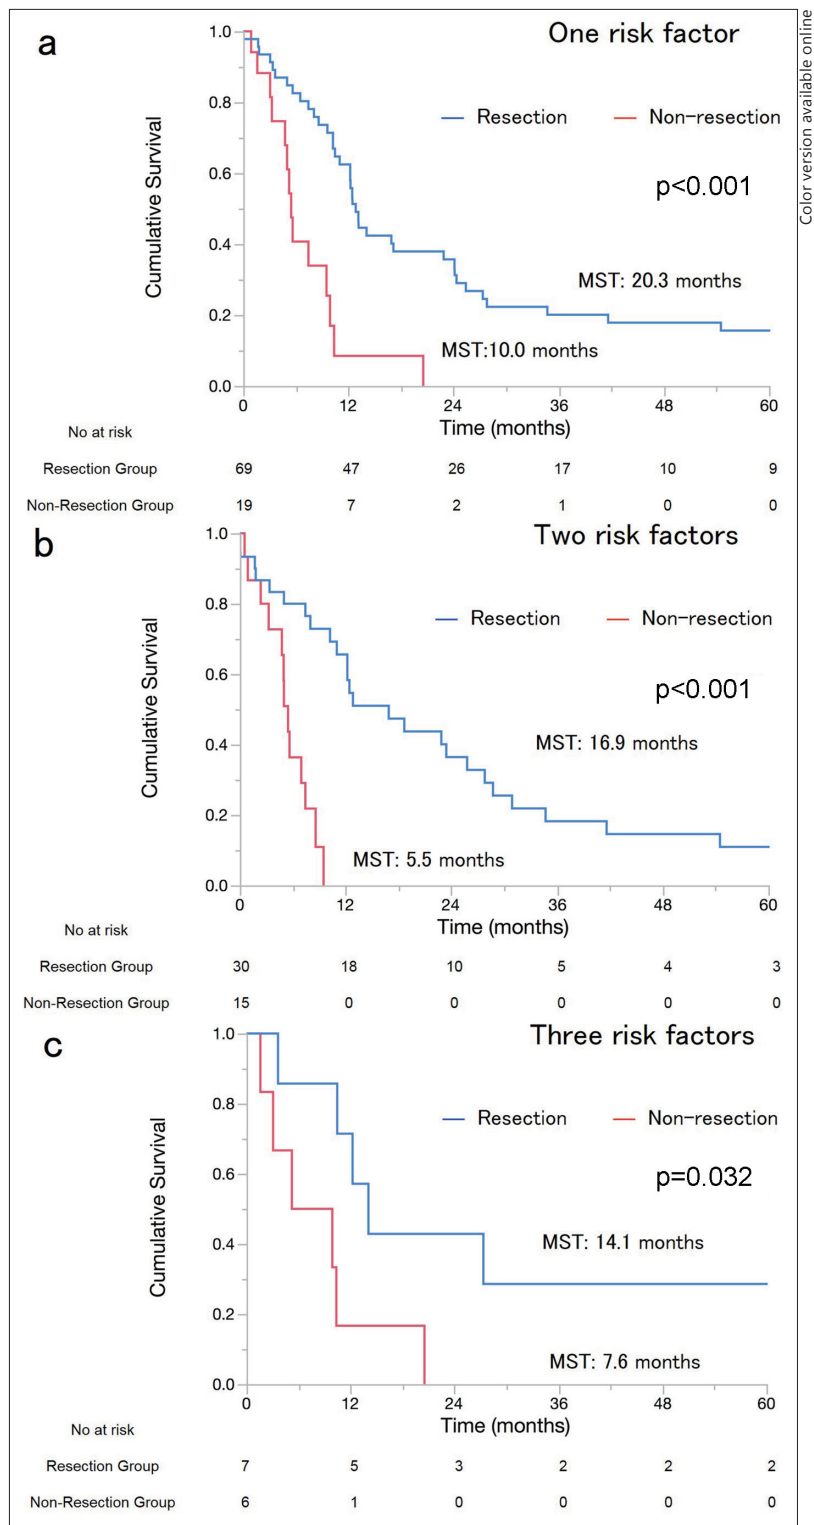 Color version available online
a
One risk factor
1.0
0.8
0.6
0.4
0.2
0.0
Cumulative Survival
Resection
Non-resection
p<0.001
MST: 20.3 months
MST:10.0 months
0 12 24 36 48 60
Time (months)
No at risk
Resection Group 69 47 26 17 10 9
Non-Resection Group 19 7 2 1 0 0
b
Two risk factors
1.0
0.8
0.6
0.4
0.2
0.0
Cumulative Survival
Resection
Non-resection
p<0.001
MST: 16.9 months
MST: 5.5 months
0 12 24 36 48 60
Time (months)
No at risk
Resection Group 30 18 10 5 4 3
Non-Resection Group 15 0 0 0 0 0
c
Three risk factors
1.0
0.8
0.6
0.4
0.2
0.0
Cumulative Survival
Resection
Non-resection
p=0.032
MST: 14.1 months
MST: 7.6 months
0 12 24 36 48 60
Time (months)
No at risk
Resection Group 7 5 3 2 2 2
Non-Resection Group 6 1 0 0 0 0